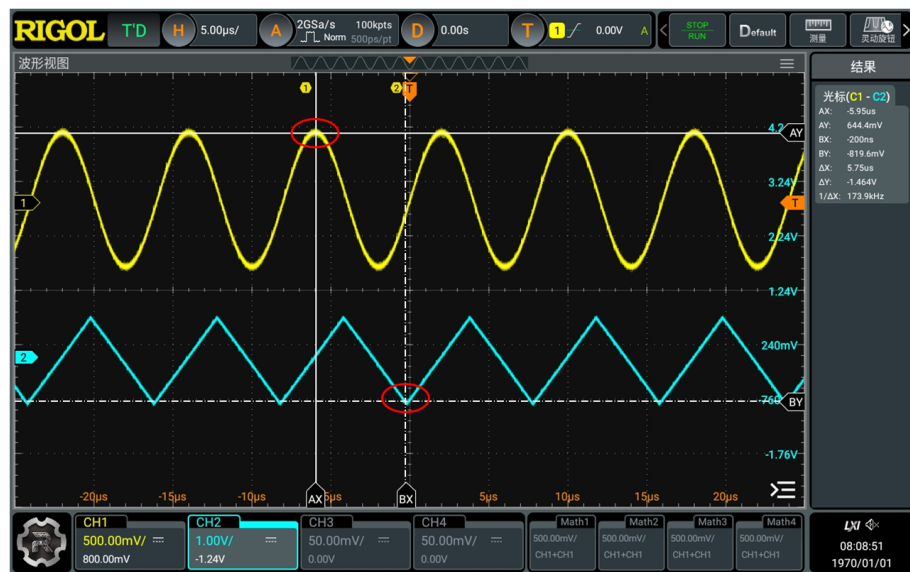 RIGOL T'D H 5.00μs/ A 2GSa/s 100kpts Norm 500ps/pt D 0.00s T 1 0.00V A STOP RUN Default 测量 灵动旋钮
波形视图 T 结果
1 2 T
光标(C1 - C2)
AX: -5.95us
AY: 644.4mV
BX: -200ns
BY: -819.6mV
ΔX: 5.75us
ΔY: -1.464V
1/ΔX: 173.9kHz
4.2 AY
3.24V
1 T
2.24V
1.24V
240mV
2
-760 BY
-1.76V
-20μs -15μs -10μs 5μs 5μs 10μs 15μs 20μs
AX BX
CH1 CH2 CH3 CH4 Math1 Math2 Math3 Math4
500.00mV/ 1.00V/ 50.00mV/ 50.00mV/ 500.00mV/ 500.00mV/ 500.00mV/ 500.00mV/
800.00mV -1.24V 0.00V 0.00V CH1+CH1 CH1+CH1 CH1+CH1 CH1+CH1
LXI
08:08:51
1970/01/01